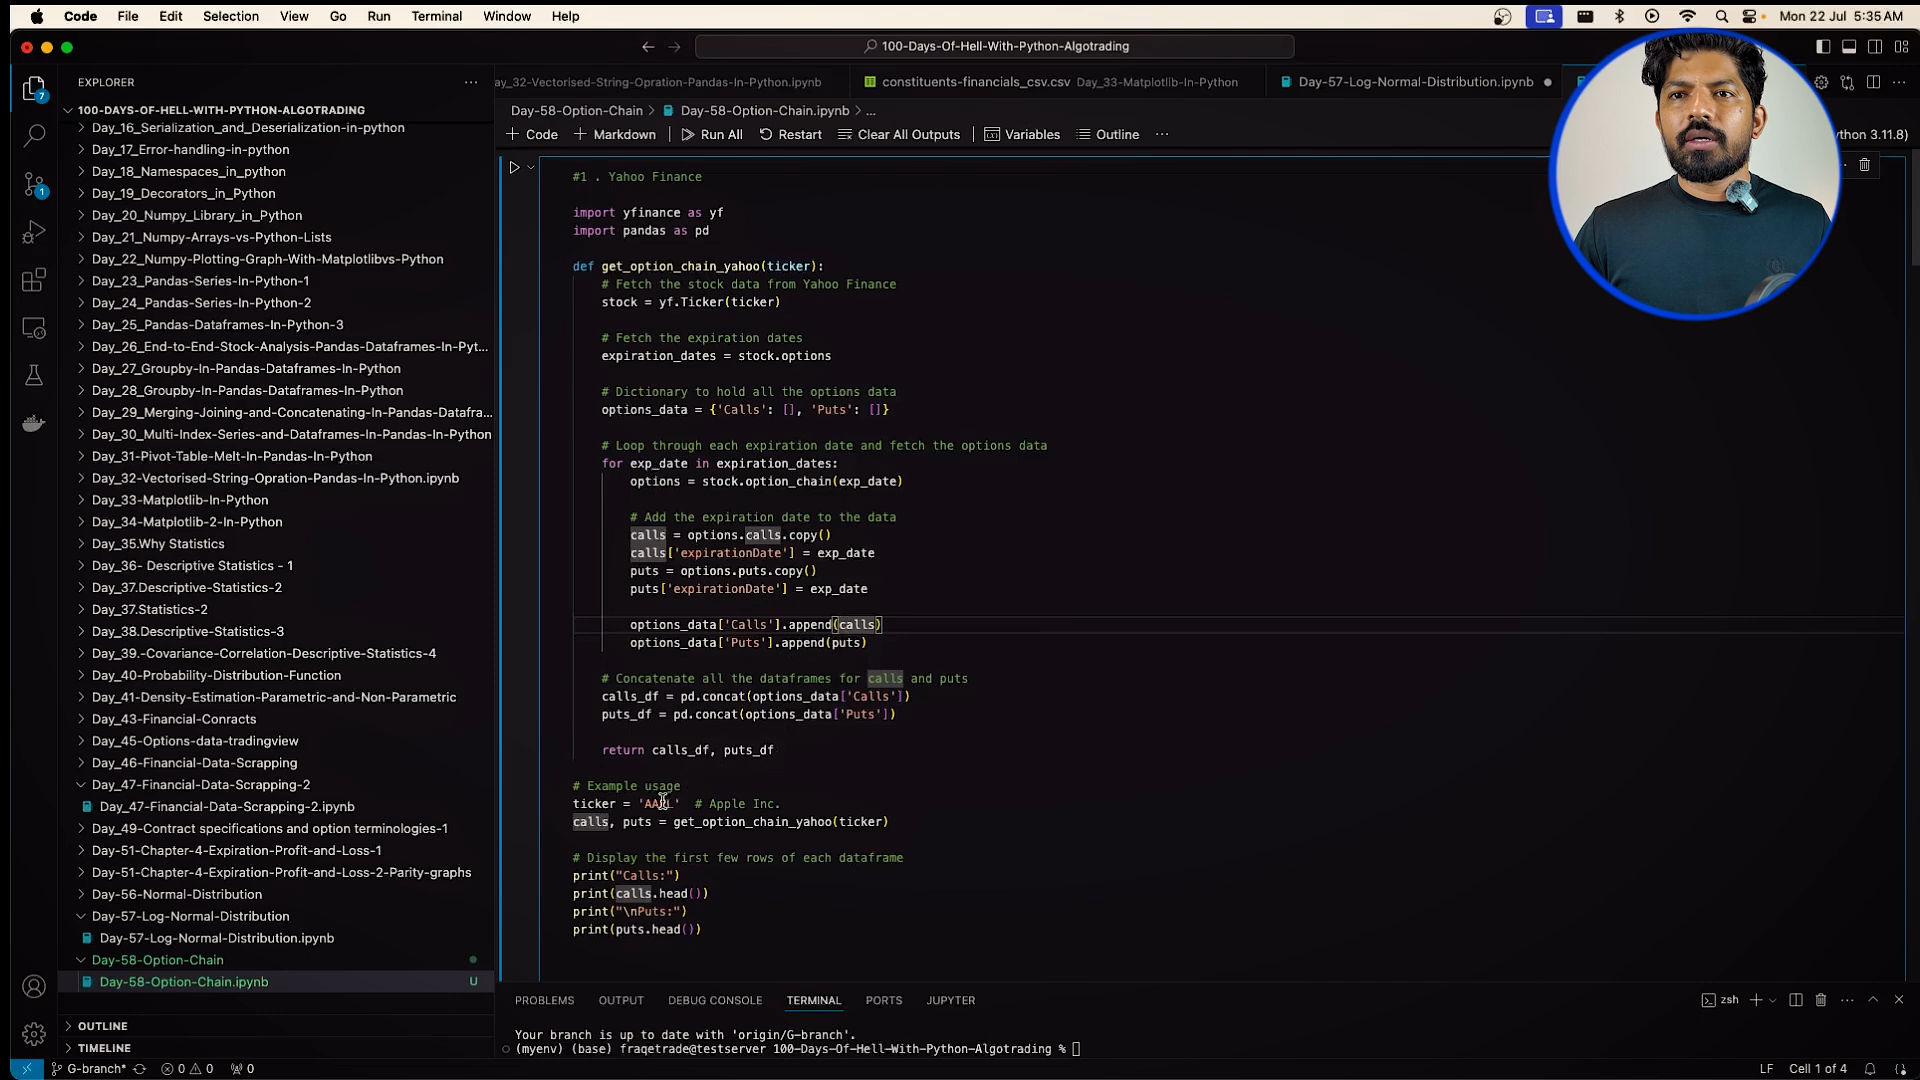 Code File Edit Selection View Go Run Terminal Window Help Mon 22 Jul 5:35 AM
100-Days-Of-Hell-With-Python-Algotrading
EXPLORER
_32-Vectorised-String-Opration-Pandas-In-Python.ipynb constituents-financials_csv.csv Day_33-Matplotlib-In-Python Day-57-Log-Normal-Distribution.ipynb
Day-58-Option-Chain > Day-58-Option-Chain.ipynb > ...
+ Code + Markdown Run All Restart Clear All Outputs Variables Outline ... ython 3.11.8)
7
1
100-DAYS-OF-HELL-WITH-PYTHON-ALGOTRADING
Day_16_Serialization_and_Deserialization-in-python
Day_17_Error-handling-in-python
Day_18_Namespaces_in_python
Day_19_Decorators_in_Python
Day_20_Numpy_Library_in_Python
Day_21_Numpy-Arrays-vs-Python-Lists
Day_22_Numpy-Plotting-Graph-With-Matplotlibvs-Python
Day_23_Pandas-Series-In-Python-1
Day_24_Pandas-Series-In-Python-2
Day_25_Pandas-Dataframes-In-Python-3
Day_26_End-to-End-Stock-Analysis-Pandas-Dataframes-In-Pyt...
Day_27_Groupby-In-Pandas-Dataframes-In-Python
Day_28_Groupby-In-Pandas-Dataframes-In-Python
Day_29_Merging-Joining-and-Concatenating-In-Pandas-Datafra...
Day_30_Multi-Index-Series-and-Dataframes-In-Pandas-In-Python
Day_31-Pivot-Table-Melt-In-Pandas-In-Python
Day_32-Vectorised-String-Opration-Pandas-In-Python.ipynb
Day_33-Matplotlib-In-Python
Day_34-Matplotlib-2-In-Python
Day_35.Why Statistics
Day_36- Descriptive Statistics - 1
Day_37.Descriptive-Statistics-2
Day_37.Statistics-2
Day_38.Descriptive-Statistics-3
Day_39.-Covariance-Correlation-Descriptive-Statistics-4
Day_40-Probability-Distribution-Function
Day_41-Density-Estimation-Parametric-and-Non-Parametric
Day_43-Financial-Conracts
Day_45-Options-data-tradingview
Day_46-Financial-Data-Scrapping
Day_47-Financial-Data-Scrapping-2
Day_47-Financial-Data-Scrapping-2.ipynb
Day_49-Contract specifications and option terminologies-1
Day-51-Chapter-4-Expiration-Profit-and-Loss-1
Day-51-Chapter-4-Expiration-Profit-and-Loss-2-Parity-graphs
Day-56-Normal-Distribution
Day-57-Log-Normal-Distribution
Day-57-Log-Normal-Distribution.ipynb
Day-58-Option-Chain
Day-58-Option-Chain.ipynb U
OUTLINE
TIMELINE
#1 . Yahoo Finance
import yfinance as yf
import pandas as pd
def get_option_chain_yahoo(ticker):
# Fetch the stock data from Yahoo Finance
stock = yf.Ticker(ticker)
# Fetch the expiration dates
expiration_dates = stock.options
# Dictionary to hold all the options data
options_data = {'Calls': [], 'Puts': []}
# Loop through each expiration date and fetch the options data
for exp_date in expiration_dates:
options = stock.option_chain(exp_date)
# Add the expiration date to the data
calls = options.calls.copy()
calls['expirationDate'] = exp_date
puts = options.puts.copy()
puts['expirationDate'] = exp_date
options_data['Calls'].append(calls)
options_data['Puts'].append(puts)
# Concatenate all the dataframes for calls and puts
calls_df = pd.concat(options_data['Calls'])
puts_df = pd.concat(options_data['Puts'])
return calls_df, puts_df
# Example usage
ticker = 'AAPL' # Apple Inc.
calls, puts = get_option_chain_yahoo(ticker)
# Display the first few rows of each dataframe
print("Calls:")
print(calls.head())
print("\nPuts:")
print(puts.head())
PROBLEMS OUTPUT DEBUG CONSOLE TERMINAL PORTS JUPYTER zsh
Your branch is up to date with 'origin/G-branch'.
(myenv) (base) fraqetrade@testserver 100-Days-Of-Hell-With-Python-Algotrading %
G-branch* 0 0 0 LF Cell 1 of 4